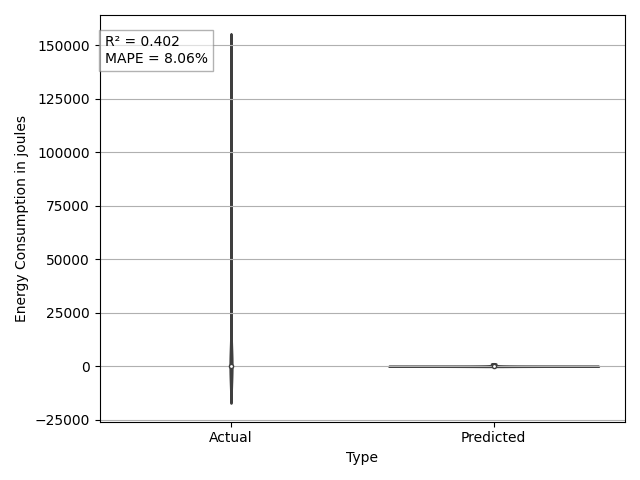 R² = 0.402
MAPE = 8.06%
150000
125000
100000
75000
50000
25000
0
−25000
Energy Consumption in joules
Actual
Predicted
Type